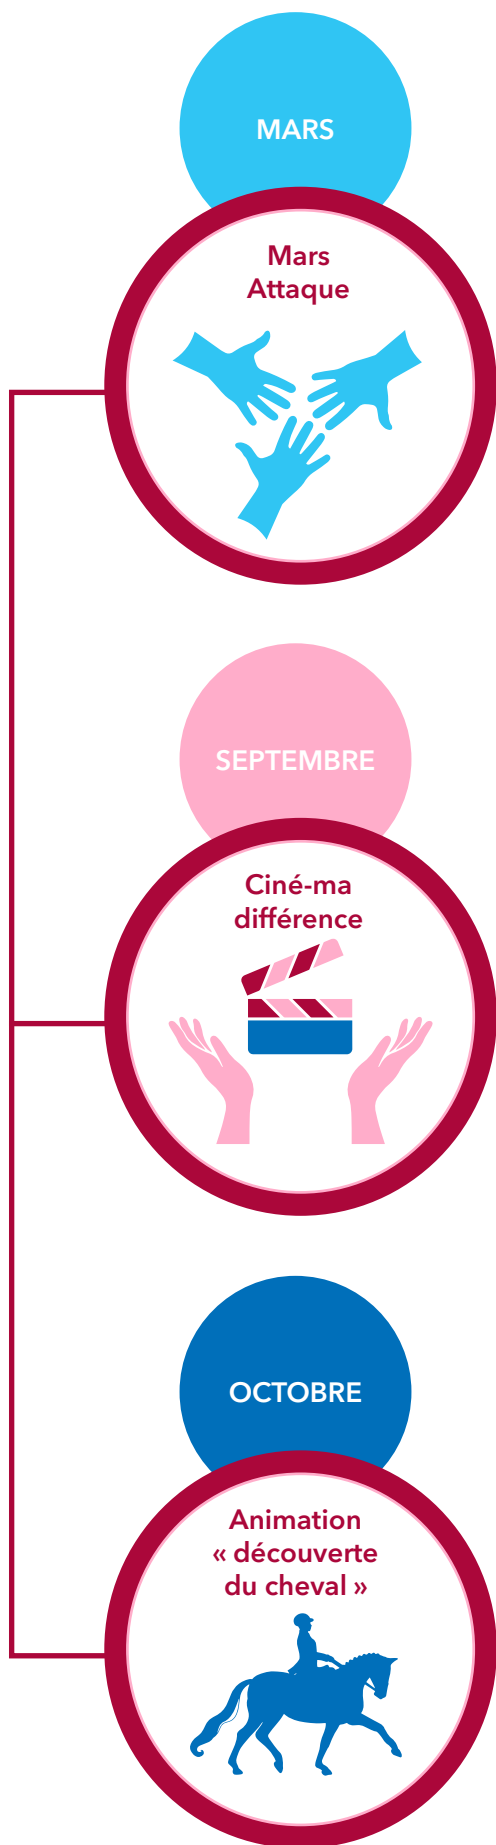 MARS
Mars
Attaque
SEPTEMBRE
Ciné-ma
différence
OCTOBRE
Animation
« découverte
du cheval »